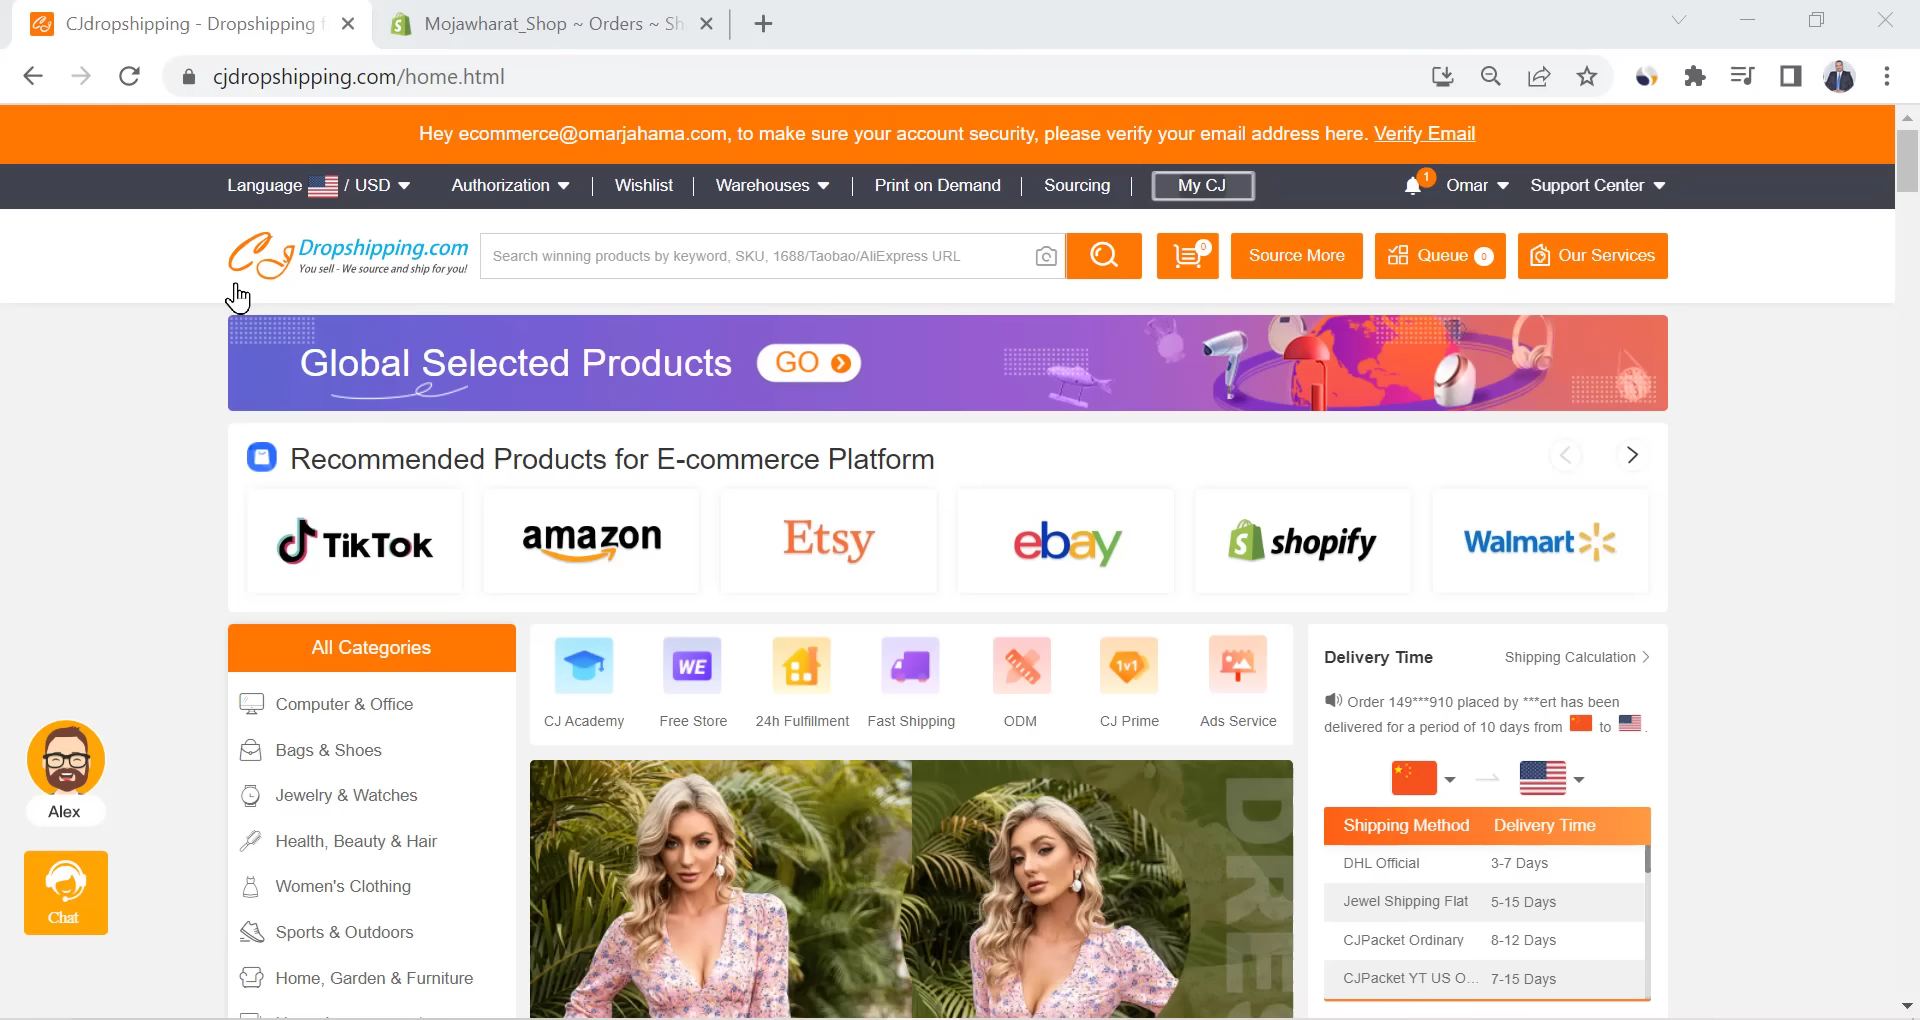 CJdropshipping - Dropshipping f
Mojawharat_Shop ~ Orders ~ Sh
cjdropshipping.com/home.html
Hey ecommerce@omarjahama.com, to make sure your account security, please verify your email address here. Verify Email
Language / USD Authorization Wishlist Warehouses Print on Demand Sourcing My CJ 1 Omar Support Center
CJ Dropshipping.com
You sell - We source and ship for you!
Search winning products by keyword, SKU, 1688/Taobao/AliExpress URL
0
Source More
Queue 0
Our Services
Global Selected Products GO
Recommended Products for E-commerce Platform
TikTok amazon Etsy ebay shopify Walmart
All Categories
Computer & Office
Bags & Shoes
Jewelry & Watches
Health, Beauty & Hair
Women's Clothing
Sports & Outdoors
Home, Garden & Furniture
WE
1v1
CJ Academy Free Store 24h Fulfillment Fast Shipping ODM CJ Prime Ads Service
DRES
Delivery Time Shipping Calculation >
Order 149***910 placed by ***ert has been
delivered for a period of 10 days from to .
Shipping Method Delivery Time
DHL Official 3-7 Days
Jewel Shipping Flat 5-15 Days
CJPacket Ordinary 8-12 Days
CJPacket YT US O... 7-15 Days
Alex
Chat